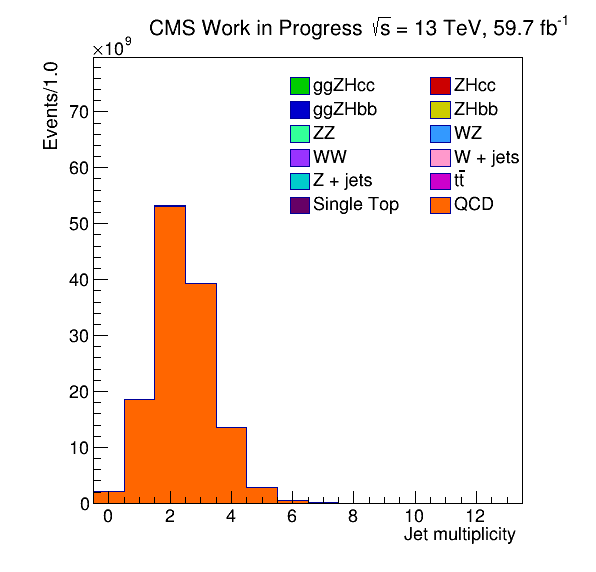 CMS Work in Progress √s = 13 TeV, 59.7 fb⁻¹
×10⁹
Events/1.0
ggZHcc ZHcc
ggZHbb ZHbb
ZZ WZ
WW W + jets
Z + jets tt̄
Single Top QCD
70
60
50
40
30
20
10
0
0 2 4 6 8 10 12
Jet multiplicity